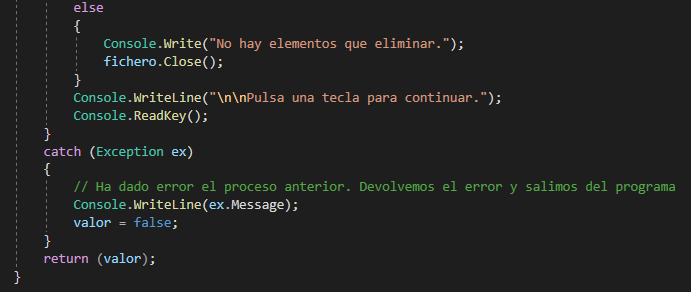 else
{
Console.Write("No hay elementos que eliminar.");
fichero.Close();
}
Console.WriteLine("\n\nPulsa una tecla para continuar.");
Console.ReadKey();
}
catch (Exception ex)
{
// Ha dado error el proceso anterior. Devolvemos el error y salimos del programa
Console.WriteLine(ex.Message);
valor = false;
}
return (valor);
}